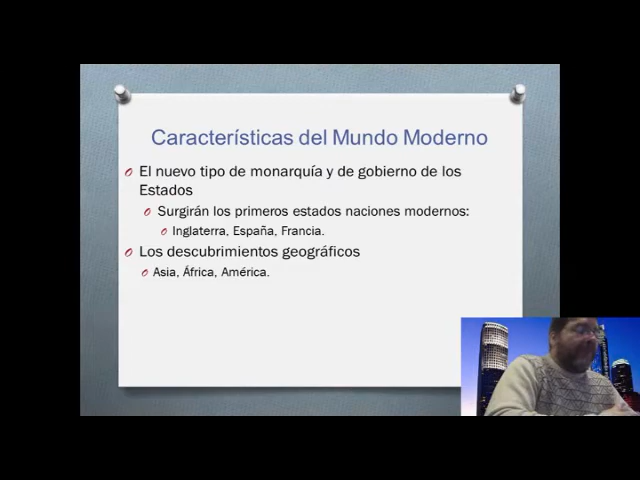 Características del Mundo Moderno
El nuevo tipo de monarquía y de gobierno de los
Estados
Surgirán los primeros estados naciones modernos:
Inglaterra, España, Francia.
Los descubrimientos geográficos
Asia, África, América.